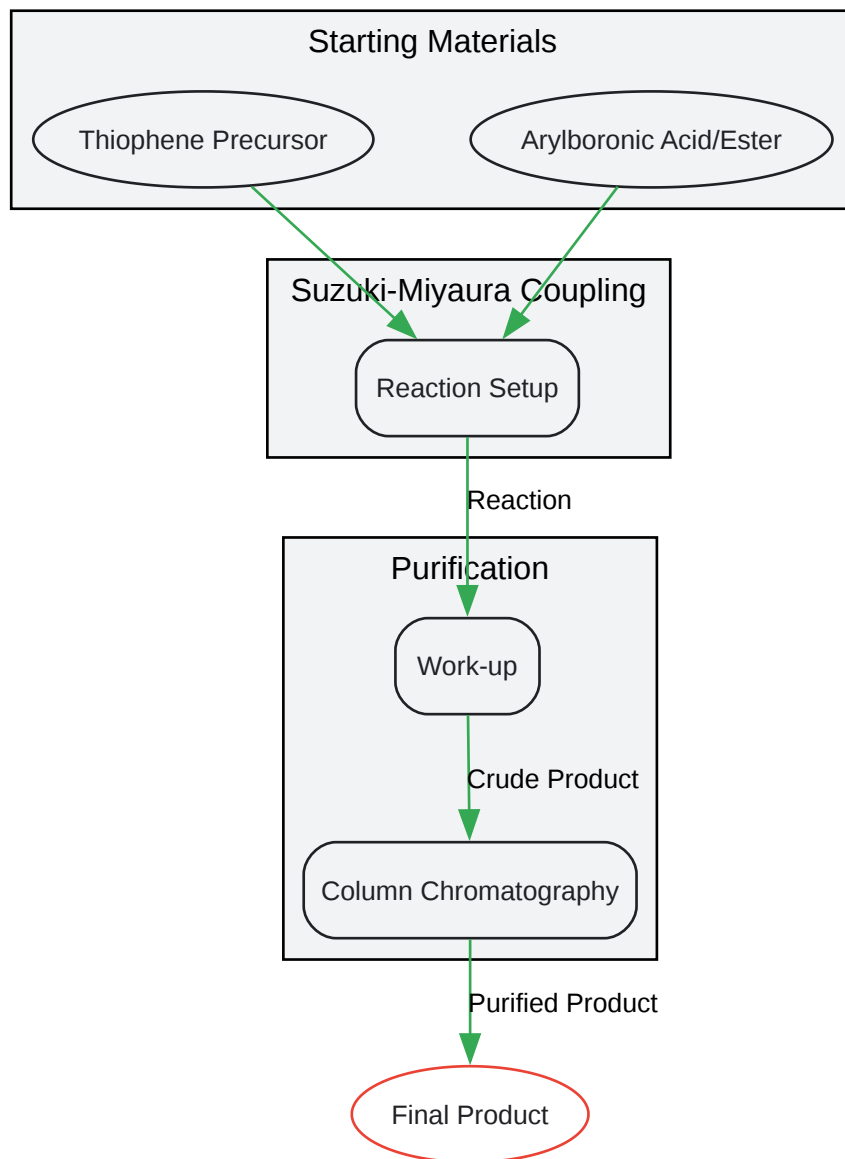 Starting Materials
Thiophene Precursor
Arylboronic Acid/Ester
Suzuki-Miyaura Coupling
Reaction Setup
Reaction
Purification
Work-up
Crude Product
Column Chromatography
Purified Product
Final Product